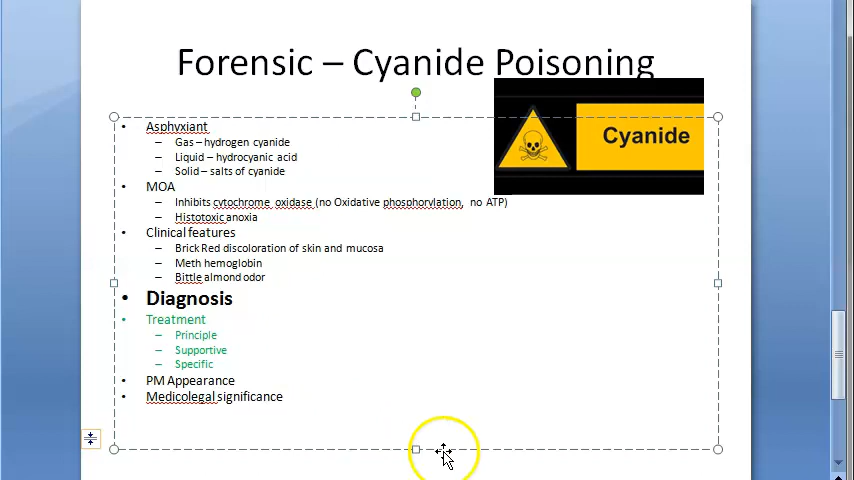 Forensic – Cyanide Poisoning
Cyanide
• Asphyxiant
– Gas – hydrogen cyanide
– Liquid – hydrocyanic acid
– Solid – salts of cyanide
• MOA
– Inhibits cytochrome oxidase (no Oxidative phosphorylation, no ATP)
– Histotoxic anoxia
• Clinical features
– Brick Red discoloration of skin and mucosa
– Meth hemoglobin
– Bittle almond odor
• Diagnosis
• Treatment
– Principle
– Supportive
– Specific
• PM Appearance
• Medicolegal significance